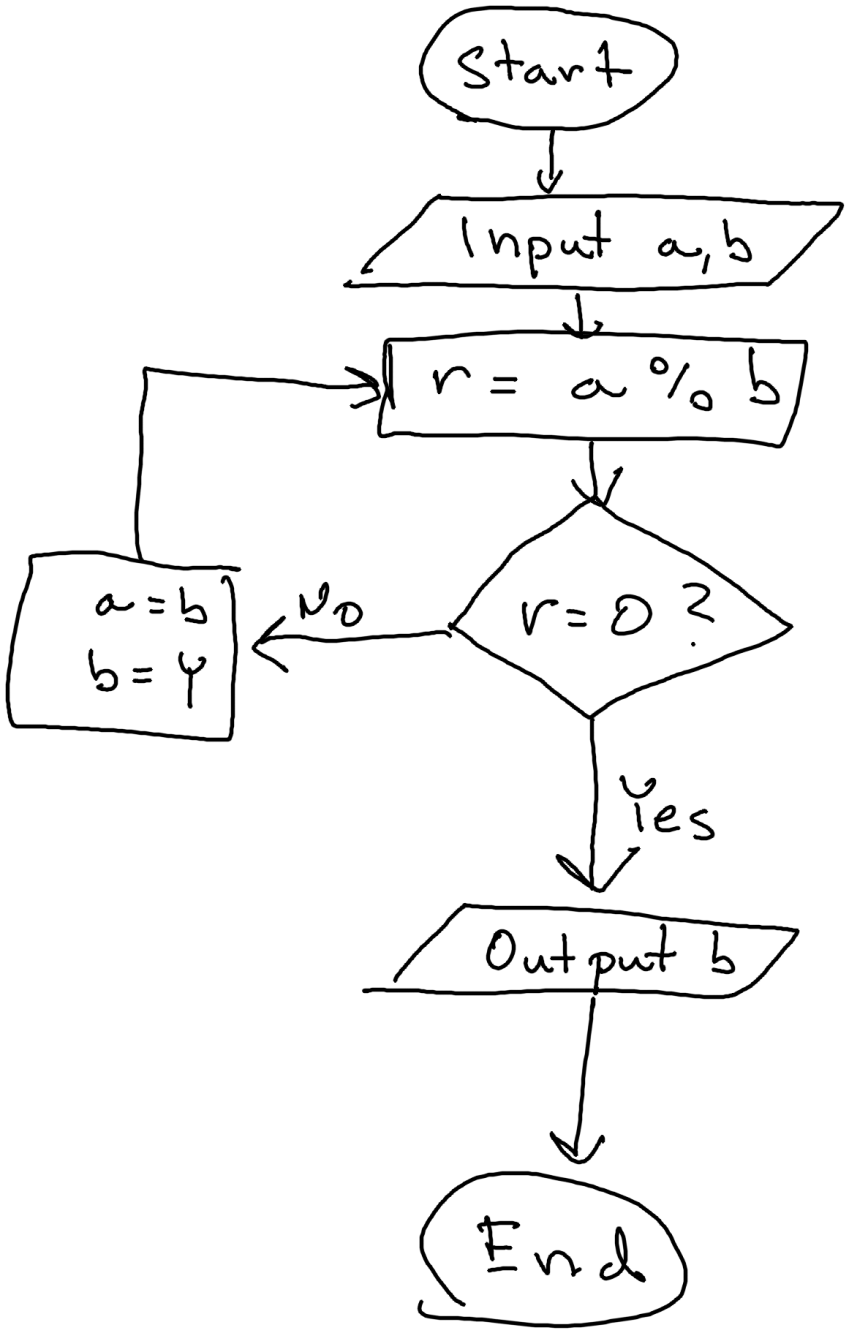 Start
Input a, b
r = a % b
r = 0 ?
No
a = b
b = r
Yes
Output b
End